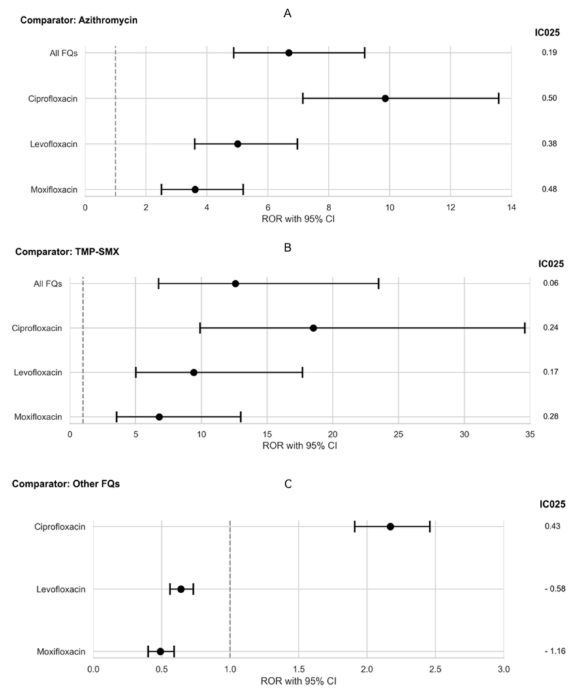 A
Comparator: Azithromycin
IC025
All FQs 0.19
Ciprofloxacin 0.50
Levofloxacin 0.38
Moxifloxacin 0.48
0 2 4 6 8 10 12 14
ROR with 95% CI
Comparator: TMP-SMX B
IC025
All FQs 0.06
Ciprofloxacin 0.24
Levofloxacin 0.17
Moxifloxacin 0.28
0 5 10 15 20 25 30 35
ROR with 95% CI
Comparator: Other FQs C
IC025
Ciprofloxacin 0.43
Levofloxacin - 0.58
Moxifloxacin - 1.16
0.0 0.5 1.0 1.5 2.0 2.5 3.0
ROR with 95% CI